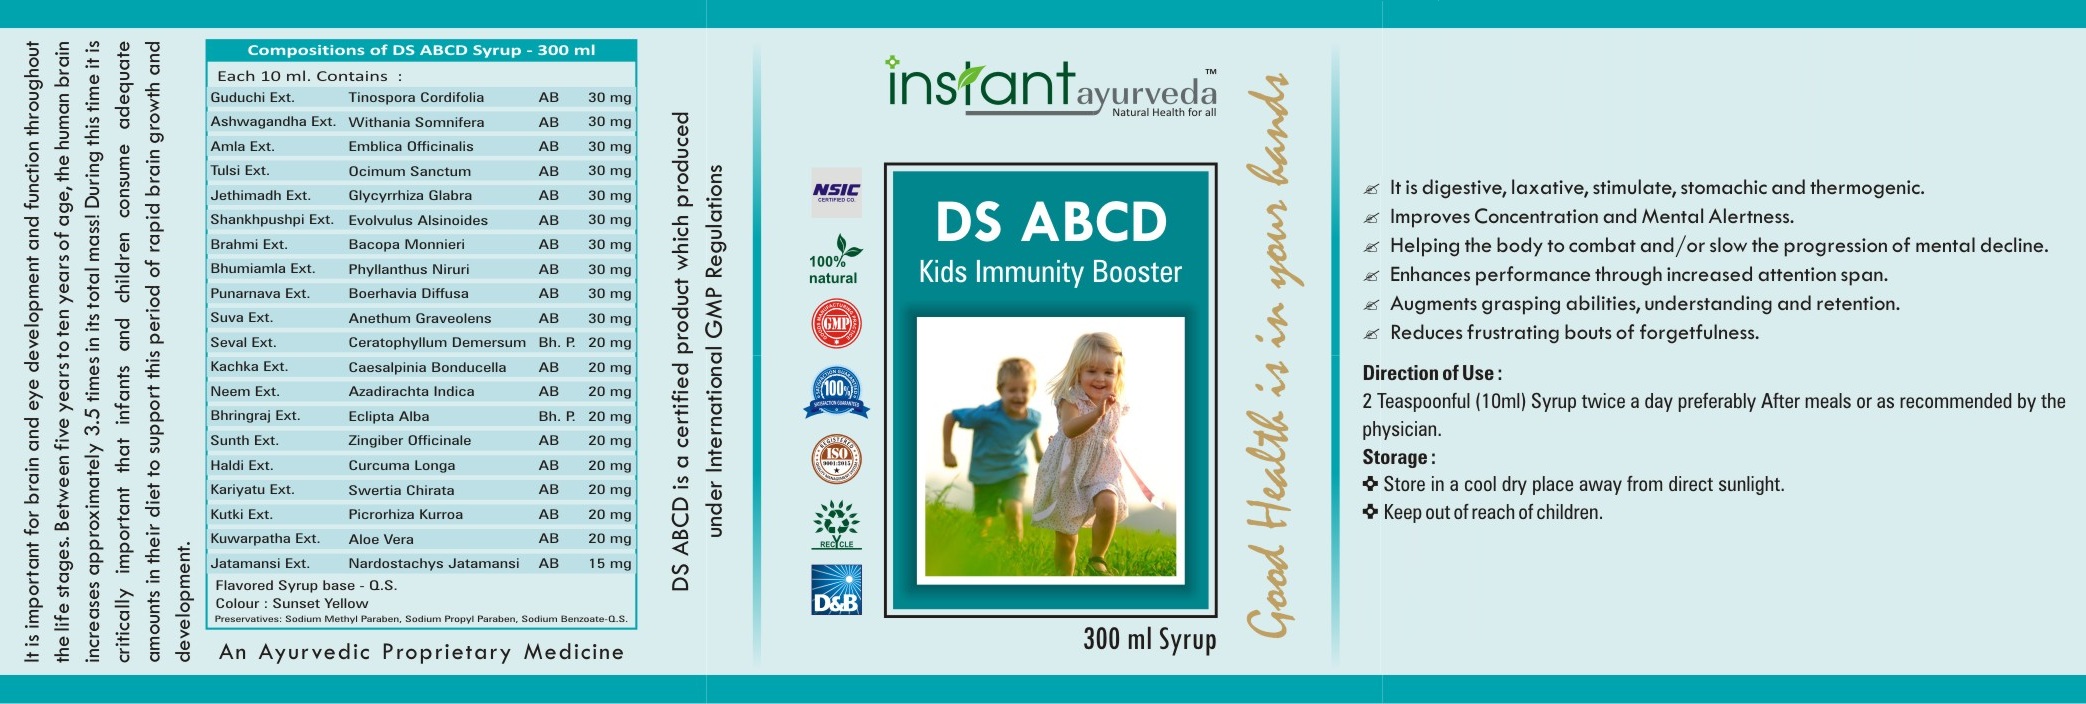 It is important for brain and eye development and function throughout
the life stages. Between five years to ten years of age, the human brain
increases approximately 3.5 times in its total mass! During this time it is
critically important that infants and children consume adequate
amounts in their diet to support this period of rapid brain growth and
development.
Compositions of DS ABCD Syrup - 300 ml
Each 10 ml. Contains :
Guduchi Ext. Tinospora Cordifolia AB 30 mg
Ashwagandha Ext. Withania Somnifera AB 30 mg
Amla Ext. Emblica Officinalis AB 30 mg
Tulsi Ext. Ocimum Sanctum AB 30 mg
Jethimadh Ext. Glycyrrhiza Glabra AB 30 mg
Shankhpushpi Ext. Evolvulus Alsinoides AB 30 mg
Brahmi Ext. Bacopa Monnieri AB 30 mg
Bhumiamla Ext. Phyllanthus Niruri AB 30 mg
Punarnava Ext. Boerhavia Diffusa AB 30 mg
Suva Ext. Anethum Graveolens AB 30 mg
Seval Ext. Ceratophyllum Demersum Bh. P. 20 mg
Kachka Ext. Caesalpinia Bonducella AB 20 mg
Neem Ext. Azadirachta Indica AB 20 mg
Bhringraj Ext. Eclipta Alba Bh. P. 20 mg
Sunth Ext. Zingiber Officinale AB 20 mg
Haldi Ext. Curcuma Longa AB 20 mg
Kariyatu Ext. Swertia Chirata AB 20 mg
Kutki Ext. Picrorhiza Kurroa AB 20 mg
Kuwarpatha Ext. Aloe Vera AB 20 mg
Jatamansi Ext. Nardostachys Jatamansi AB 15 mg
Flavored Syrup base - Q.S.
Colour : Sunset Yellow
Preservatives: Sodium Methyl Paraben, Sodium Propyl Paraben, Sodium Benzoate-Q.S.
An Ayurvedic Proprietary Medicine
DS ABCD is a certified product which produced
under International GMP Regulations
instant ayurveda™
Natural Health for all
NSIC
CERTIFIED CO.
100%
natural
GMP
100%
SATISFACTION GUARANTEED
REGISTERED
ISO
9001:2015
RECYCLE
D&B
DS ABCD
Kids Immunity Booster
300 ml Syrup
Good Health is in your hands
It is digestive, laxative, stimulate, stomachic and thermogenic.
Improves Concentration and Mental Alertness.
Helping the body to combat and/or slow the progression of mental decline.
Enhances performance through increased attention span.
Augments grasping abilities, understanding and retention.
Reduces frustrating bouts of forgetfulness.
Direction of Use :
2 Teaspoonful (10ml) Syrup twice a day preferably After meals or as recommended by the
physician.
Storage :
Store in a cool dry place away from direct sunlight.
Keep out of reach of children.